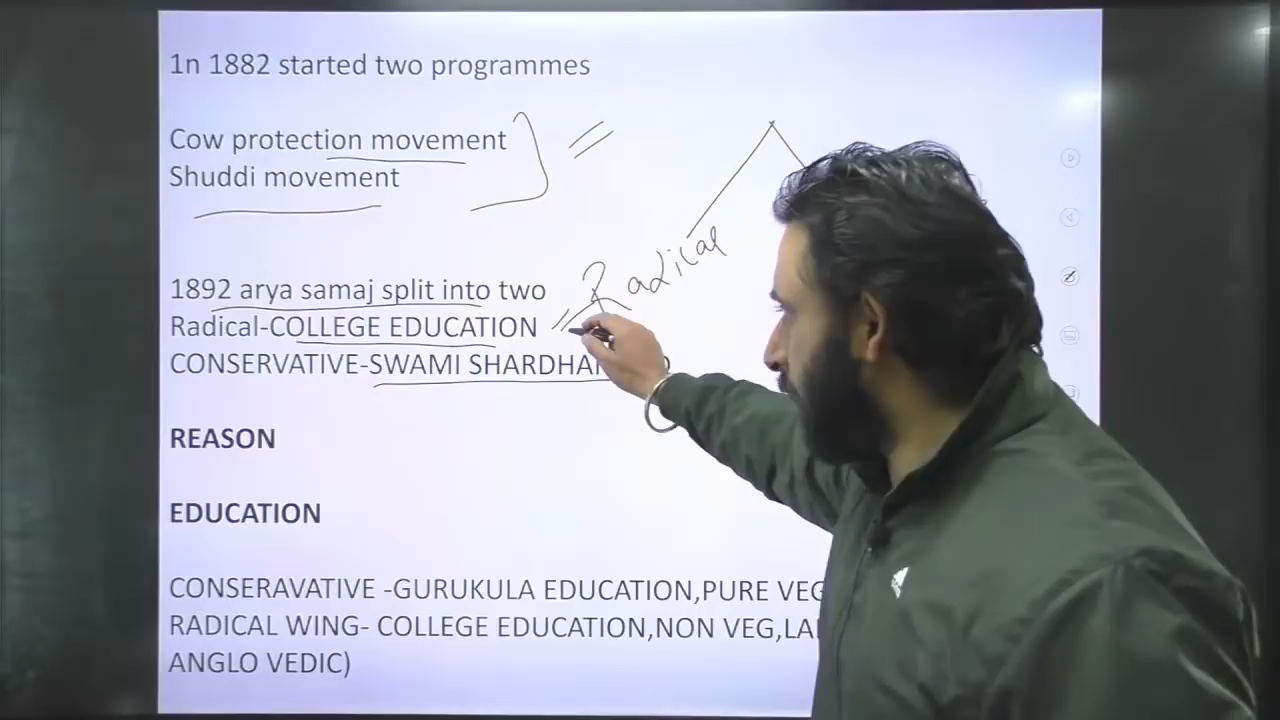 1n 1882 started two programmes
Cow protection movement
Shuddi movement
Radical
1892 arya samaj split into two
Radical-COLLEGE EDUCATION
CONSERVATIVE-SWAMI
REASON
EDUCATION
CONSERAVATIVE -GURUKULA EDUCATION,PURE VEG
RADICAL WING- COLLEGE EDUCATION,NON VEG,
ANGLO VEDIC)